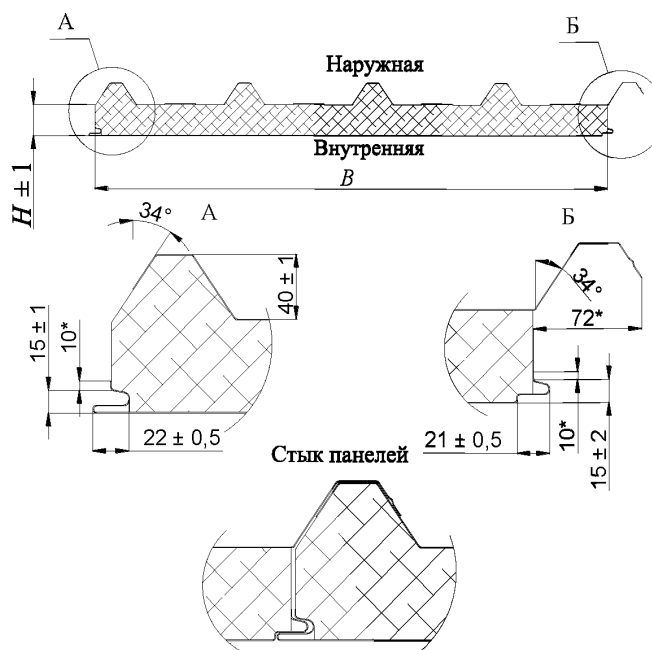 А
Б
Наружная
Внутренняя
B
H ± 1
А
Б
34°
40 ± 1
15 ± 1
10*
22 ± 0,5
34°
72*
21 ± 0,5
10*
15 ± 2
Стык панелей